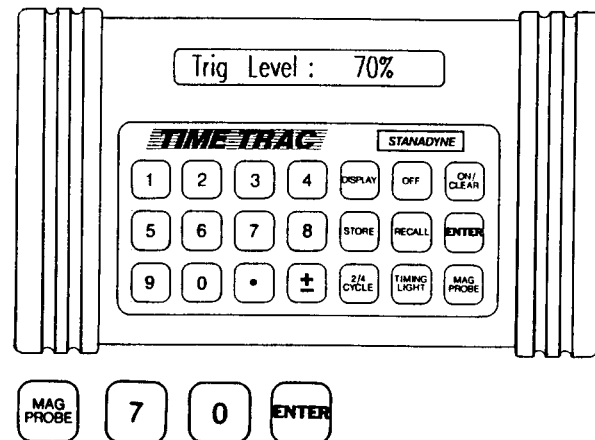 Trig Level : 70%
TIME TRAC STANADYNE
1 2 3 4 DISPLAY OFF ON/CLEAR
5 6 7 8 STORE RECALL ENTER
9 0 • ± 2/4 CYCLE TIMING LIGHT MAG PROBE
MAG PROBE 7 0 ENTER